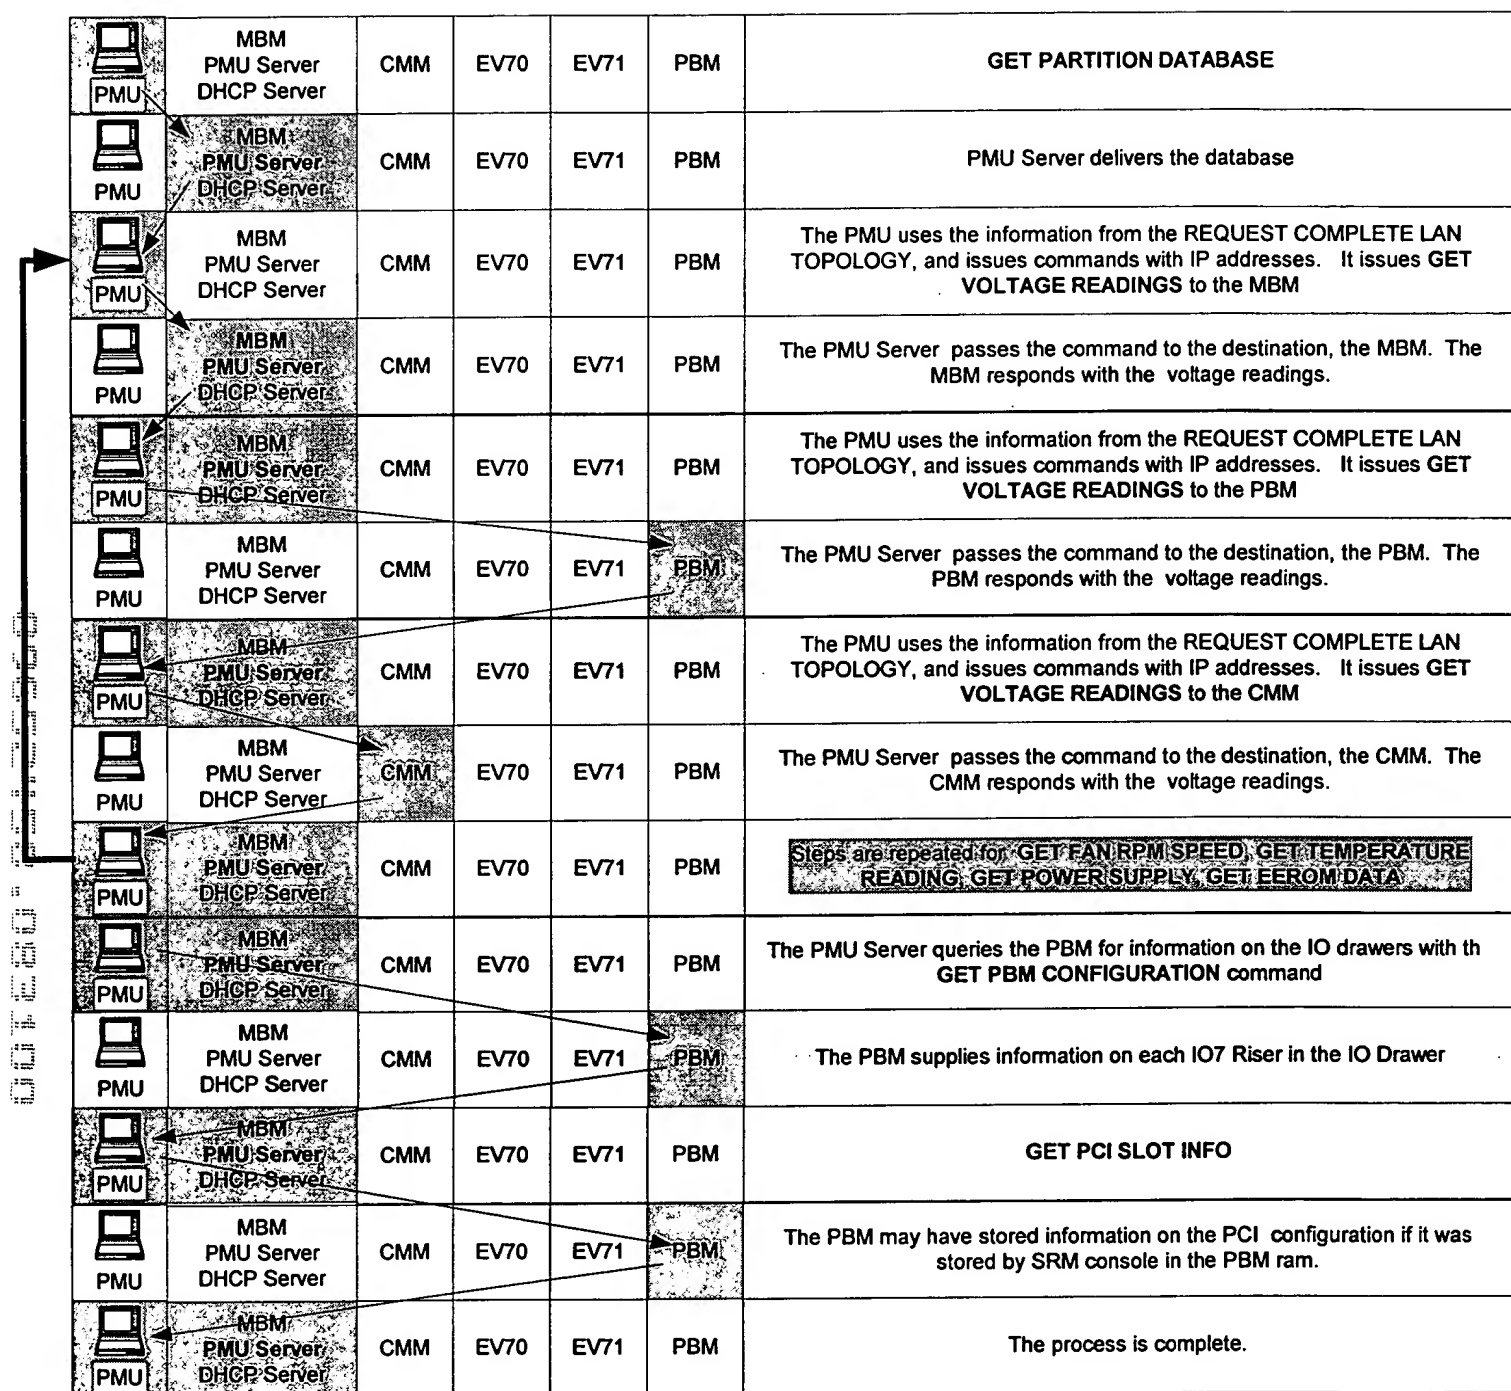 MBM
PMU Server
DHCP Server
PMU
CMM
EV70
EV71
PBM
GET PARTITION DATABASE
MBM
PMU Server
DHCP Server
PMU
CMM
EV70
EV71
PBM
PMU Server delivers the database
MBM
PMU Server
DHCP Server
PMU
CMM
EV70
EV71
PBM
The PMU uses the information from the REQUEST COMPLETE LAN
TOPOLOGY, and issues commands with IP addresses. It issues GET
VOLTAGE READINGS to the MBM
MBM
PMU Server
DHCP Server
PMU
CMM
EV70
EV71
PBM
The PMU Server passes the command to the destination, the MBM. The
MBM responds with the voltage readings.
MBM
PMU Server
DHCP Server
PMU
CMM
EV70
EV71
PBM
The PMU uses the information from the REQUEST COMPLETE LAN
TOPOLOGY, and issues commands with IP addresses. It issues GET
VOLTAGE READINGS to the PBM
MBM
PMU Server
DHCP Server
PMU
CMM
EV70
EV71
PBM
The PMU Server passes the command to the destination, the PBM. The
PBM responds with the voltage readings.
MBM
PMU Server
DHCP Server
PMU
CMM
EV70
EV71
PBM
The PMU uses the information from the REQUEST COMPLETE LAN
TOPOLOGY, and issues commands with IP addresses. It issues GET
VOLTAGE READINGS to the CMM
MBM
PMU Server
DHCP Server
PMU
CMM
EV70
EV71
PBM
The PMU Server passes the command to the destination, the CMM. The
CMM responds with the voltage readings.
MBM
PMU Server
DHCP Server
PMU
CMM
EV70
EV71
PBM
Steps are repeated for GET FAN RPM SPEED, GET TEMPERATURE
READING, GET POWER SUPPLY, GET EEROM DATA
MBM
PMU Server
DHCP Server
PMU
CMM
EV70
EV71
PBM
The PMU Server queries the PBM for information on the IO drawers with th
GET PBM CONFIGURATION command
MBM
PMU Server
DHCP Server
PMU
CMM
EV70
EV71
PBM
The PBM supplies information on each IO7 Riser in the IO Drawer
MBM
PMU Server
DHCP Server
PMU
CMM
EV70
EV71
PBM
GET PCI SLOT INFO
MBM
PMU Server
DHCP Server
PMU
CMM
EV70
EV71
PBM
The PBM may have stored information on the PCI configuration if it was
stored by SRM console in the PBM ram.
MBM
PMU Server
DHCP Server
PMU
CMM
EV70
EV71
PBM
The process is complete.